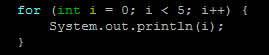 for (int i = 0; i < 5; i++) {
    System.out.println(i);
}